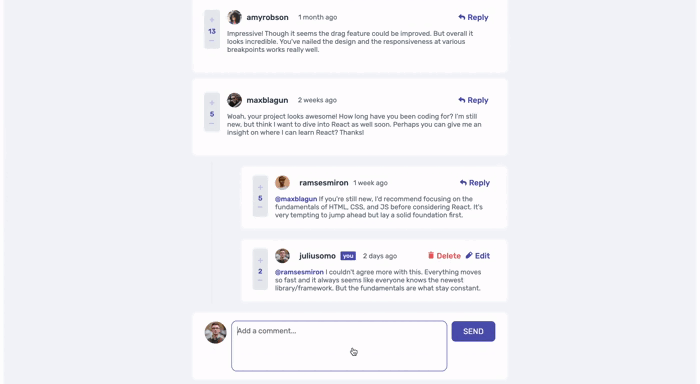 +
13
−
amyrobson 1 month ago
Reply
Impressive! Though it seems the drag feature could be improved. But overall it
looks incredible. You've nailed the design and the responsiveness at various
breakpoints works really well.
+
5
−
maxblagun 2 weeks ago
Reply
Woah, your project looks awesome! How long have you been coding for? I'm still
new, but think I want to dive into React as well soon. Perhaps you can give me an
insight on where I can learn React? Thanks!
+
5
−
ramsesmiron 1 week ago
Reply
@maxblagun If you're still new, I'd recommend focusing on the
fundamentals of HTML, CSS, and JS before considering React. It's
very tempting to jump ahead but lay a solid foundation first.
+
2
−
juliusomo you 2 days ago
Delete Edit
@ramsesmiron I couldn't agree more with this. Everything moves
so fast and it always seems like everyone knows the newest
library/framework. But the fundamentals are what stay constant.
Add a comment...
SEND